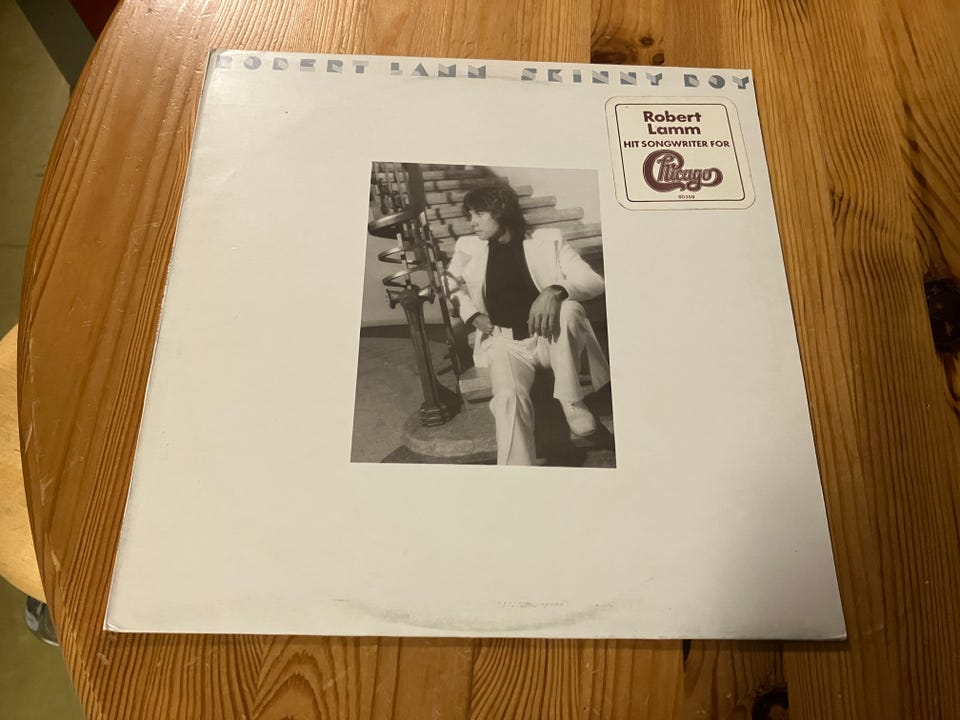 ROBERT LAMM SKINNY BOY
Robert
Lamm
HIT SONGWRITER FOR
Chicago